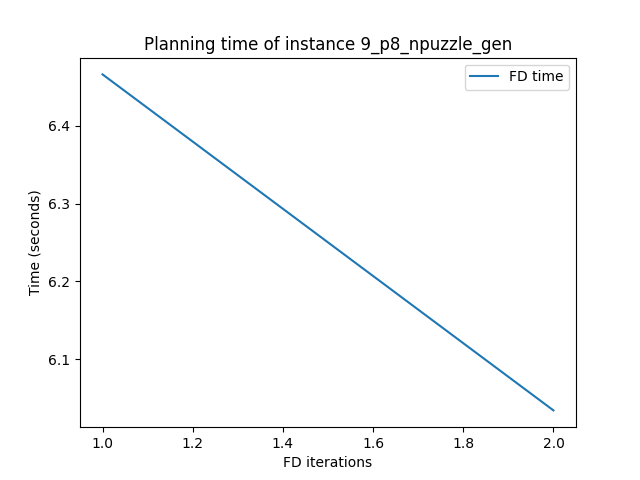 Planning time of instance 9_p8_npuzzle_gen
FD time
Time (seconds)
6.4
6.3
6.2
6.1
1.0 1.2 1.4 1.6 1.8 2.0
FD iterations